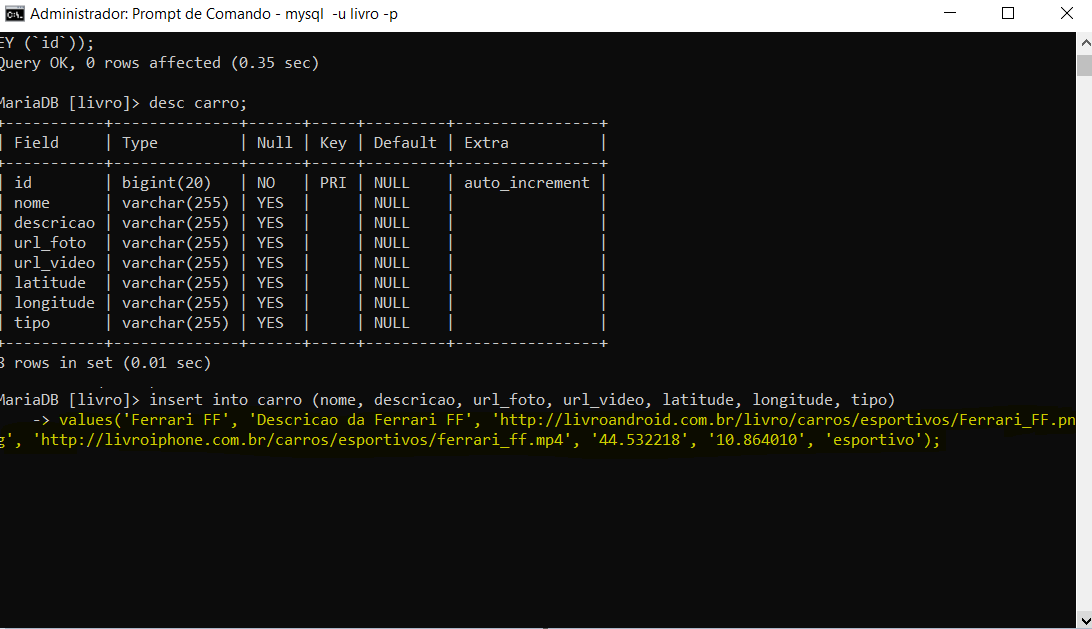 Administrador: Prompt de Comando - mysql -u livro -p
EY (`id`));
Query OK, 0 rows affected (0.35 sec)
MariaDB [livro]> desc carro;
+-----------+--------------+------+-----+---------+----------------+
| Field | Type | Null | Key | Default | Extra |
+-----------+--------------+------+-----+---------+----------------+
| id | bigint(20) | NO | PRI | NULL | auto_increment |
| nome | varchar(255) | YES | | NULL | |
| descricao | varchar(255) | YES | | NULL | |
| url_foto | varchar(255) | YES | | NULL | |
| url_video | varchar(255) | YES | | NULL | |
| latitude | varchar(255) | YES | | NULL | |
| longitude | varchar(255) | YES | | NULL | |
| tipo | varchar(255) | YES | | NULL | |
+-----------+--------------+------+-----+---------+----------------+
8 rows in set (0.01 sec)
MariaDB [livro]> insert into carro (nome, descricao, url_foto, url_video, latitude, longitude, tipo)
-> values('Ferrari FF', 'Descricao da Ferrari FF', 'http://livroandroid.com.br/livro/carros/esportivos/Ferrari_FF.pn
g', 'http://livroiphone.com.br/carros/esportivos/ferrari_ff.mp4', '44.532218', '10.864010', 'esportivo');